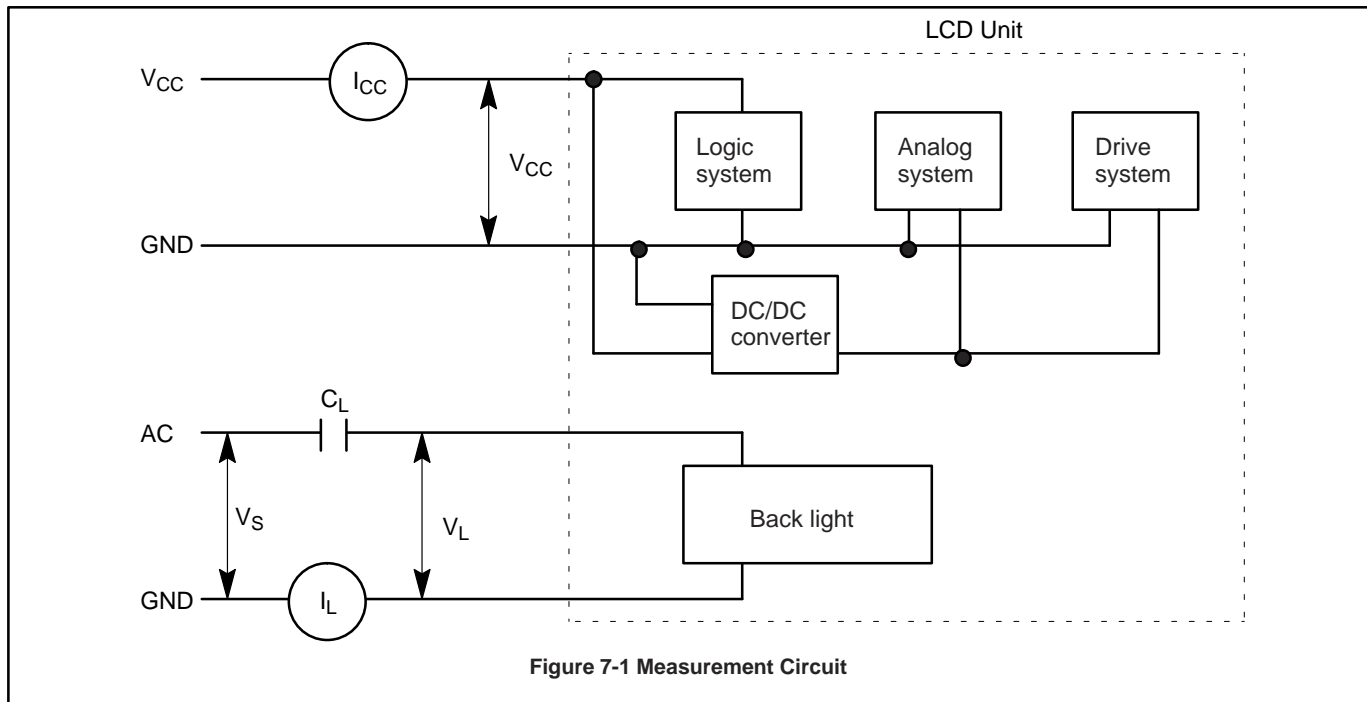 LCD Unit
VCC
ICC
VCC
Logic
system
Analog
system
Drive
system
GND
DC/DC
converter
CL
AC
VS
VL
Back light
GND
IL
Figure 7-1 Measurement Circuit